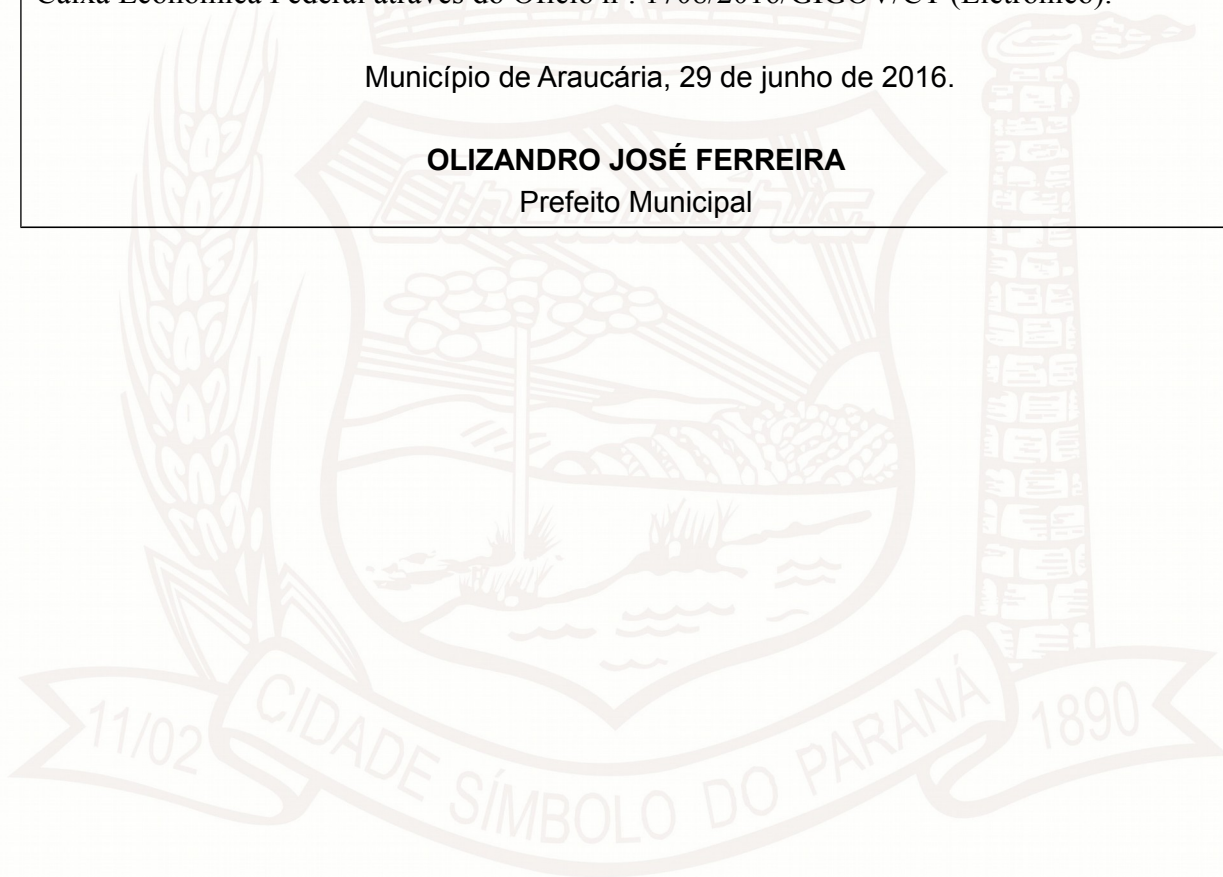 Caixa Econômica Federal através do Ofício nº.
Município de Araucária, 29 de junho de 2016.
OLIZANDRO JOSÉ FERREIRA
Prefeito Municipal
11/02
CIDADE SÍMBOLO DO PARANÁ
1890